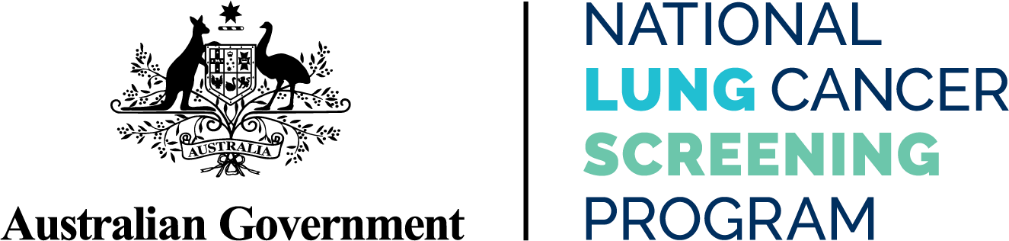 AUSTRALIA
Australian Government
NATIONAL
LUNG CANCER
SCREENING
PROGRAM